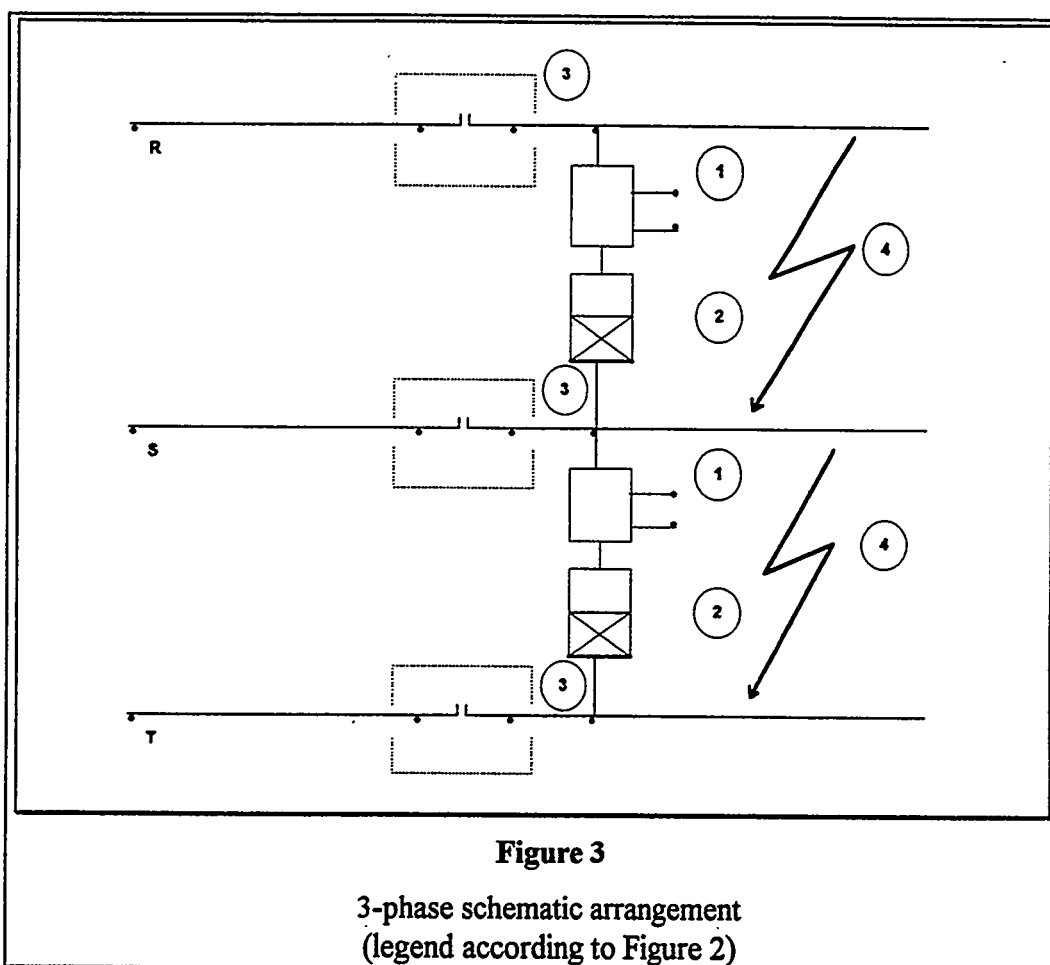 3
R
1
4
2
3
S
1
4
2
3
T
Figure 3
3-phase schematic arrangement
(legend according to Figure 2)